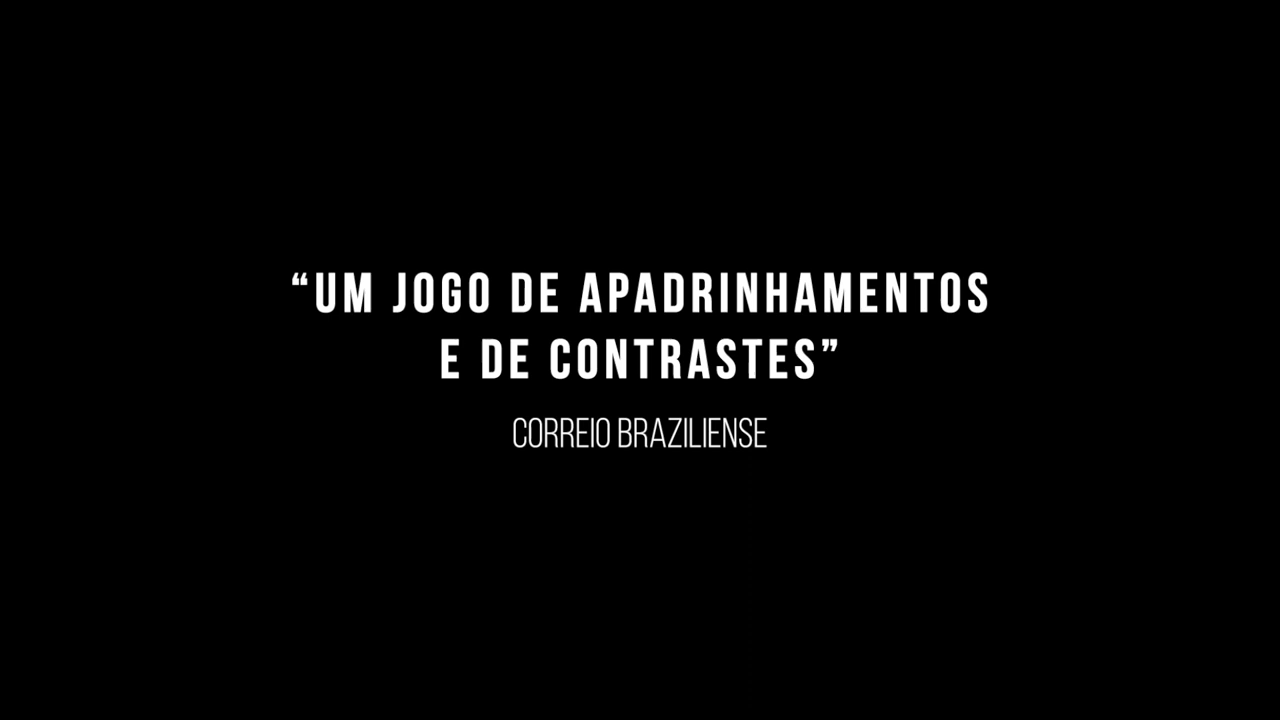 “UM JOGO DE APADRINHAMENTOS
E DE CONTRASTES”
CORREIO BRAZILIENSE